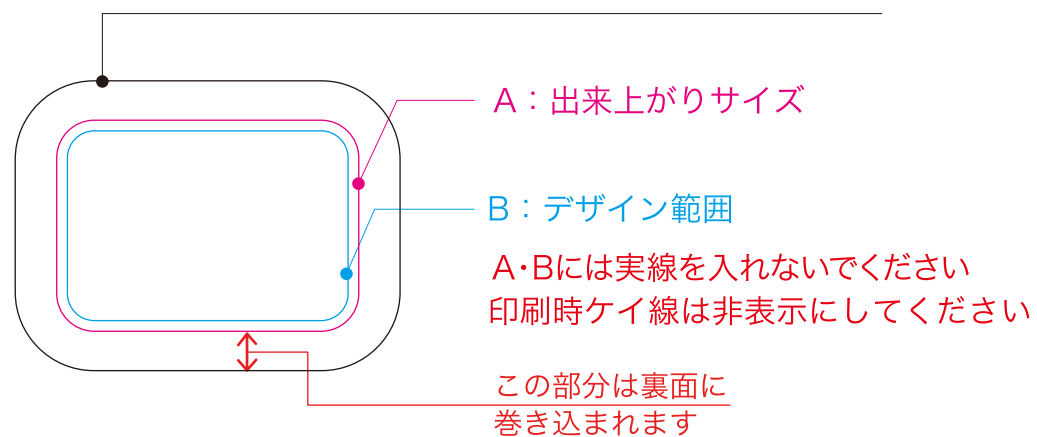 A：出来上がりサイズ
B：デザイン範囲
A・Bには実線を入れないでください
印刷時ケイ線は非表示にしてください
この部分は裏面に
巻き込まれます